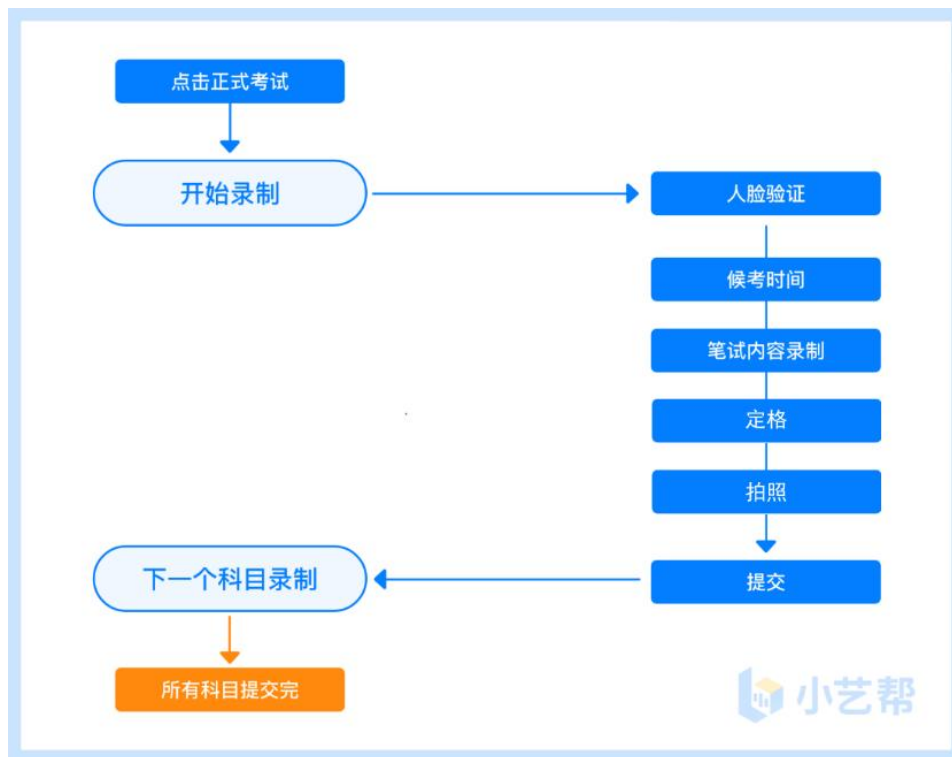 点击正式考试
开始录制
人脸验证
候考时间
笔试内容录制
定格
拍照
提交
下一个科目录制
所有科目提交完
小艺帮